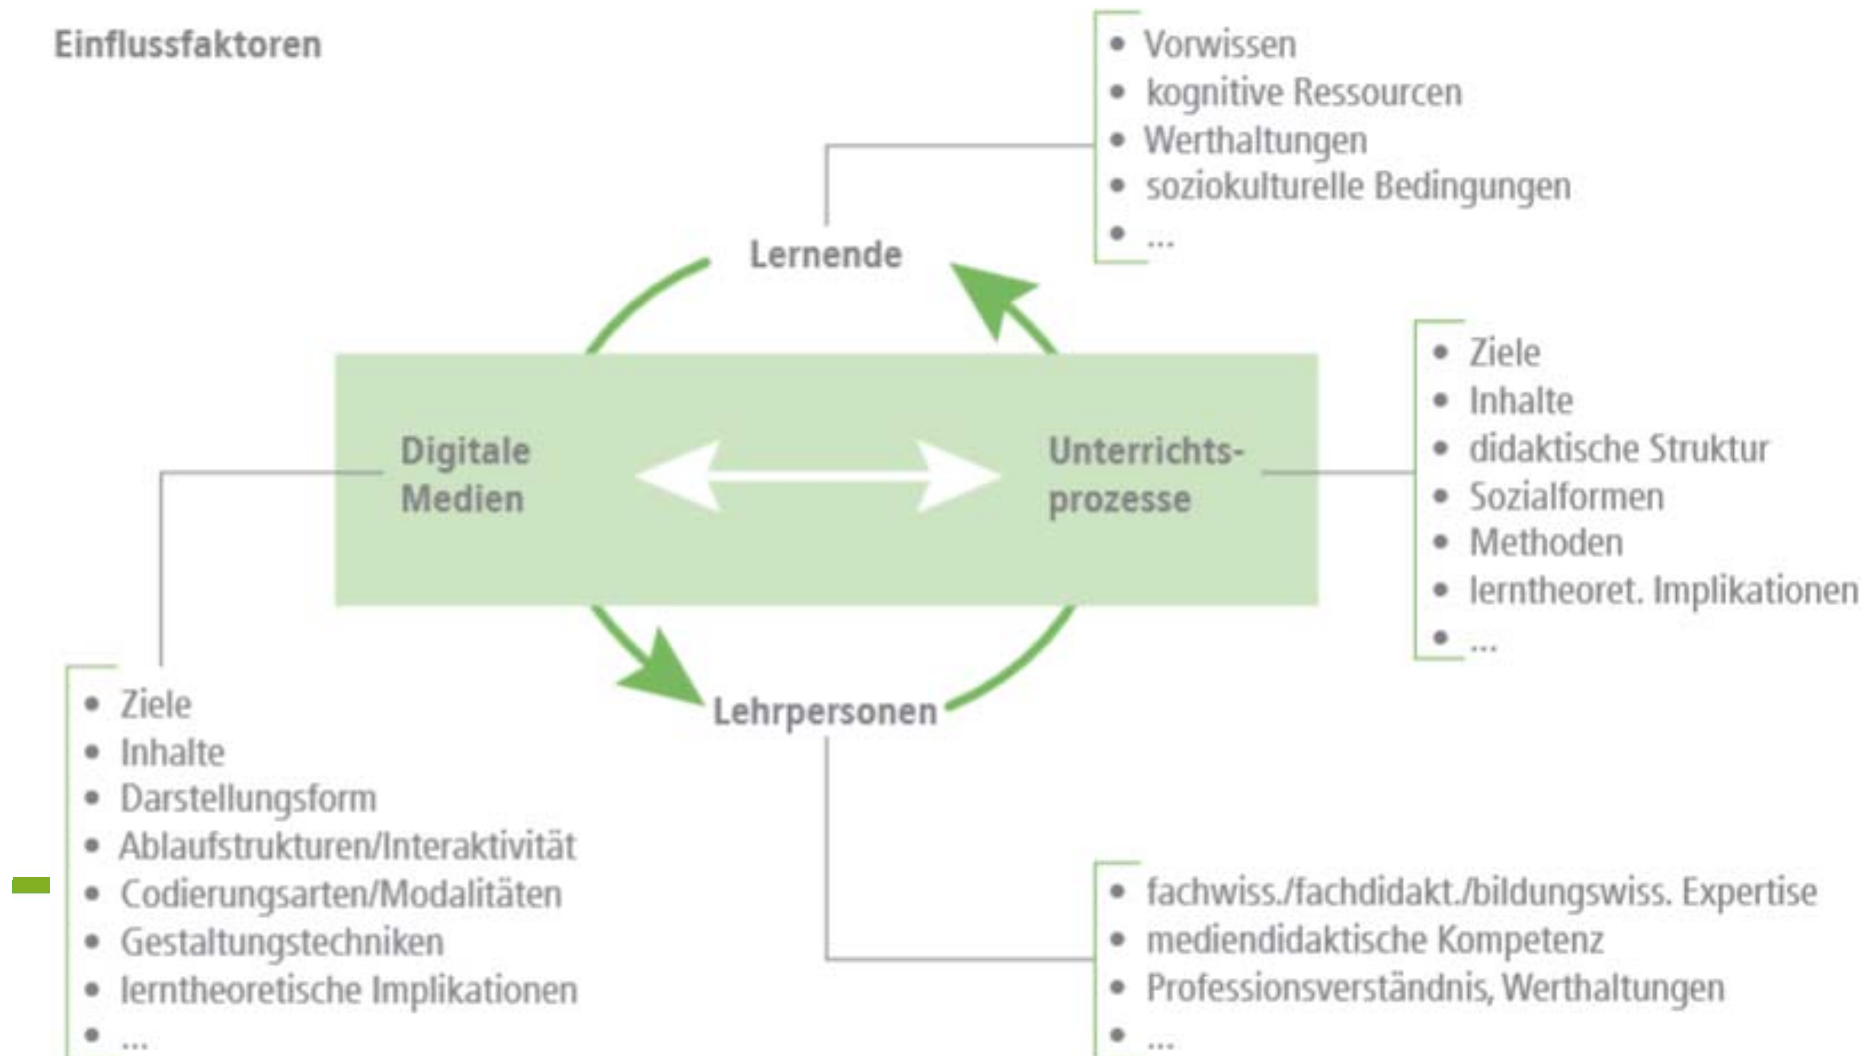 Einflussfaktoren
• Vorwissen
• kognitive Ressourcen
• Werthaltungen
• soziokulturelle Bedingungen
• ...
Lernende
Digitale
Medien
Unterrichts-
prozesse
• Ziele
• Inhalte
• didaktische Struktur
• Sozialformen
• Methoden
• lerntheoret. Implikationen
• ...
Lehrpersonen
• Ziele
• Inhalte
• Darstellungsform
• Ablaufstrukturen/Interaktivität
• Codierungsarten/Modalitäten
• Gestaltungstechniken
• lerntheoretische Implikationen
• ...
• fachwiss./fachdidakt./bildungswiss. Expertise
• mediendidaktische Kompetenz
• Professionsverständnis, Werthaltungen
• ...